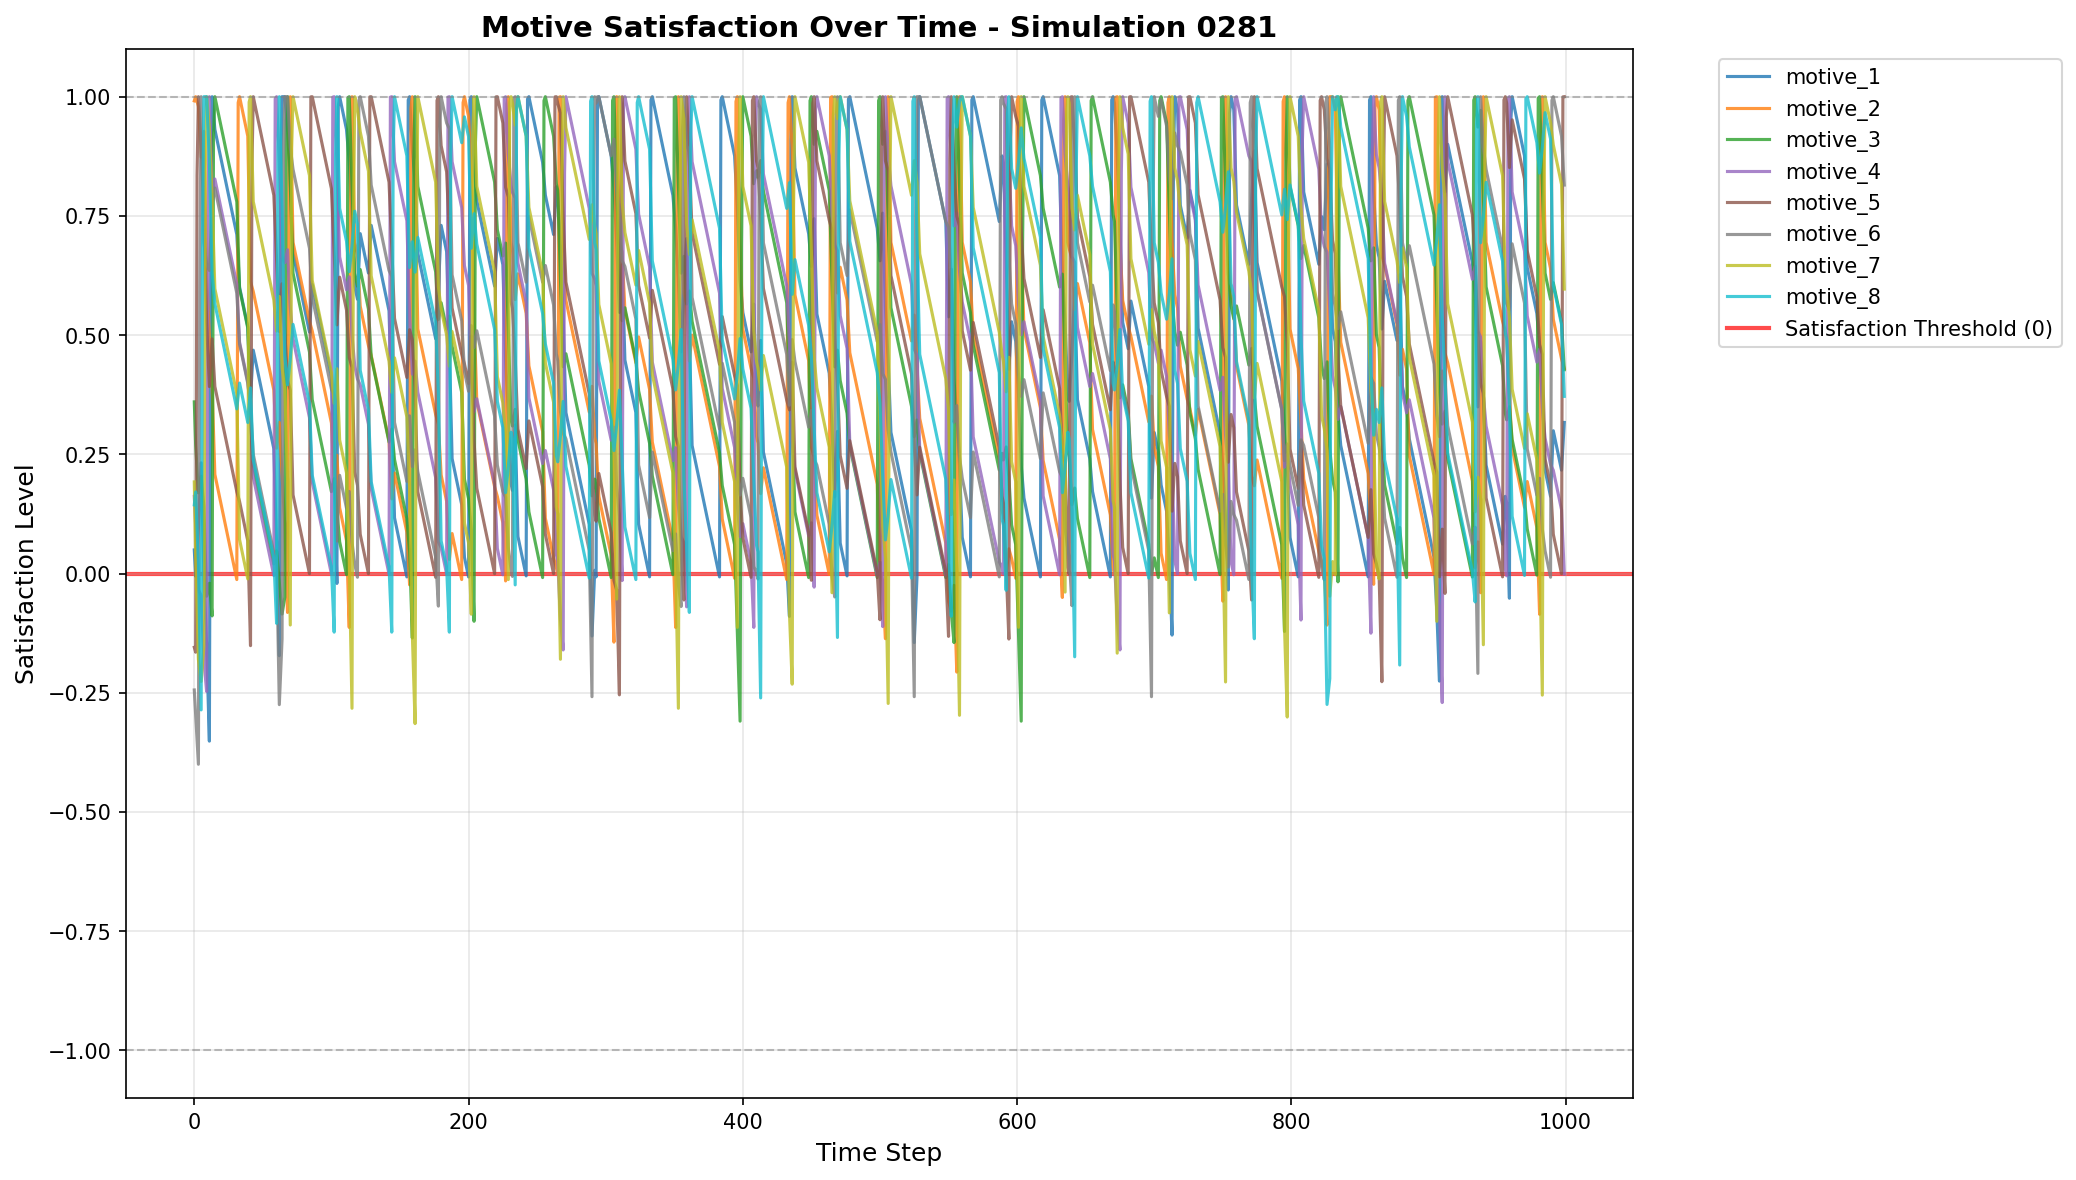 Motive Satisfaction Over Time - Simulation 0281
motive_1
motive_2
motive_3
motive_4
motive_5
motive_6
motive_7
motive_8
Satisfaction Threshold (0)
Satisfaction Level
1.00
0.75
0.50
0.25
0.00
−0.25
−0.50
−0.75
−1.00
0 200 400 600 800 1000
Time Step